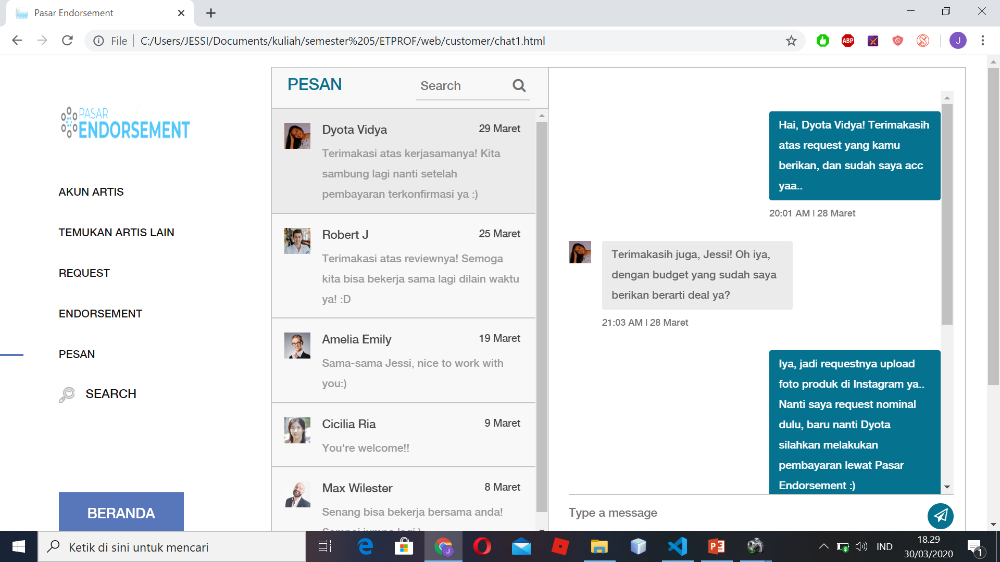 Pasar Endorsement
File
C:/Users/JESSI/Documents/kuliah/semester%205/ETPROF/web/customer/chat1.html
ABP
J
PASAR
ENDORSEMENT
AKUN ARTIS
TEMUKAN ARTIS LAIN
REQUEST
ENDORSEMENT
PESAN
SEARCH
BERANDA
PESAN
Search
Dyota Vidya
29 Maret
Terimakasi atas kerjasamanya! Kita
sambung lagi nanti setelah
pembayaran terkonfirmasi ya :)
Robert J
25 Maret
Terimakasi atas reviewnya! Semoga
kita bisa bekerja sama lagi dilain waktu
ya! :D
Amelia Emily
19 Maret
Sama-sama Jessi, nice to work with
you:)
Cicilia Ria
9 Maret
You're welcome!!
Max Wilester
8 Maret
Senang bisa bekerja bersama anda!
Hai, Dyota Vidya! Terimakasih
atas request yang kamu
berikan, dan sudah saya acc
yaa..
20:01 AM | 28 Maret
Terimakasih juga, Jessi! Oh iya,
dengan budget yang sudah saya
berikan berarti deal ya?
21:03 AM | 28 Maret
Iya, jadi requestnya upload
foto produk di Instagram ya..
Nanti saya request nominal
dulu, baru nanti Dyota
silahkan melakukan
pembayaran lewat Pasar
Endorsement :)
Type a message
Ketik di sini untuk mencari
J
IND
18.29
30/03/2020
1